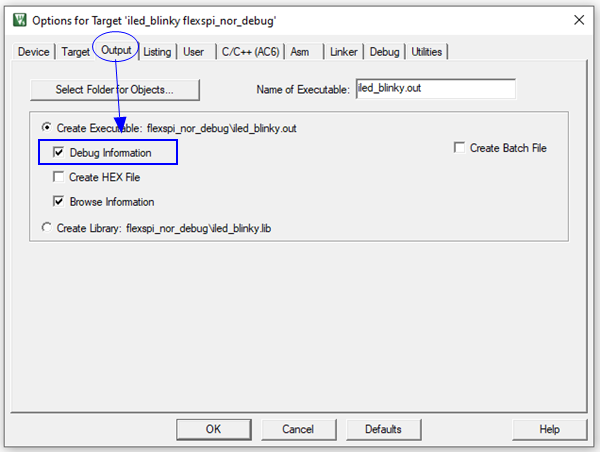 Options for Target 'iled_blinky flexspi_nor_debug'
Device Target Output Listing User C/C++ (AC6) Asm Linker Debug Utilities
Select Folder for Objects... Name of Executable: iled_blinky.out
Create Executable: flexspi_nor_debug\iled_blinky.out
Debug Information Create Batch File
Create HEX File
Browse Information
Create Library: flexspi_nor_debug\iled_blinky.lib
OK Cancel Defaults Help